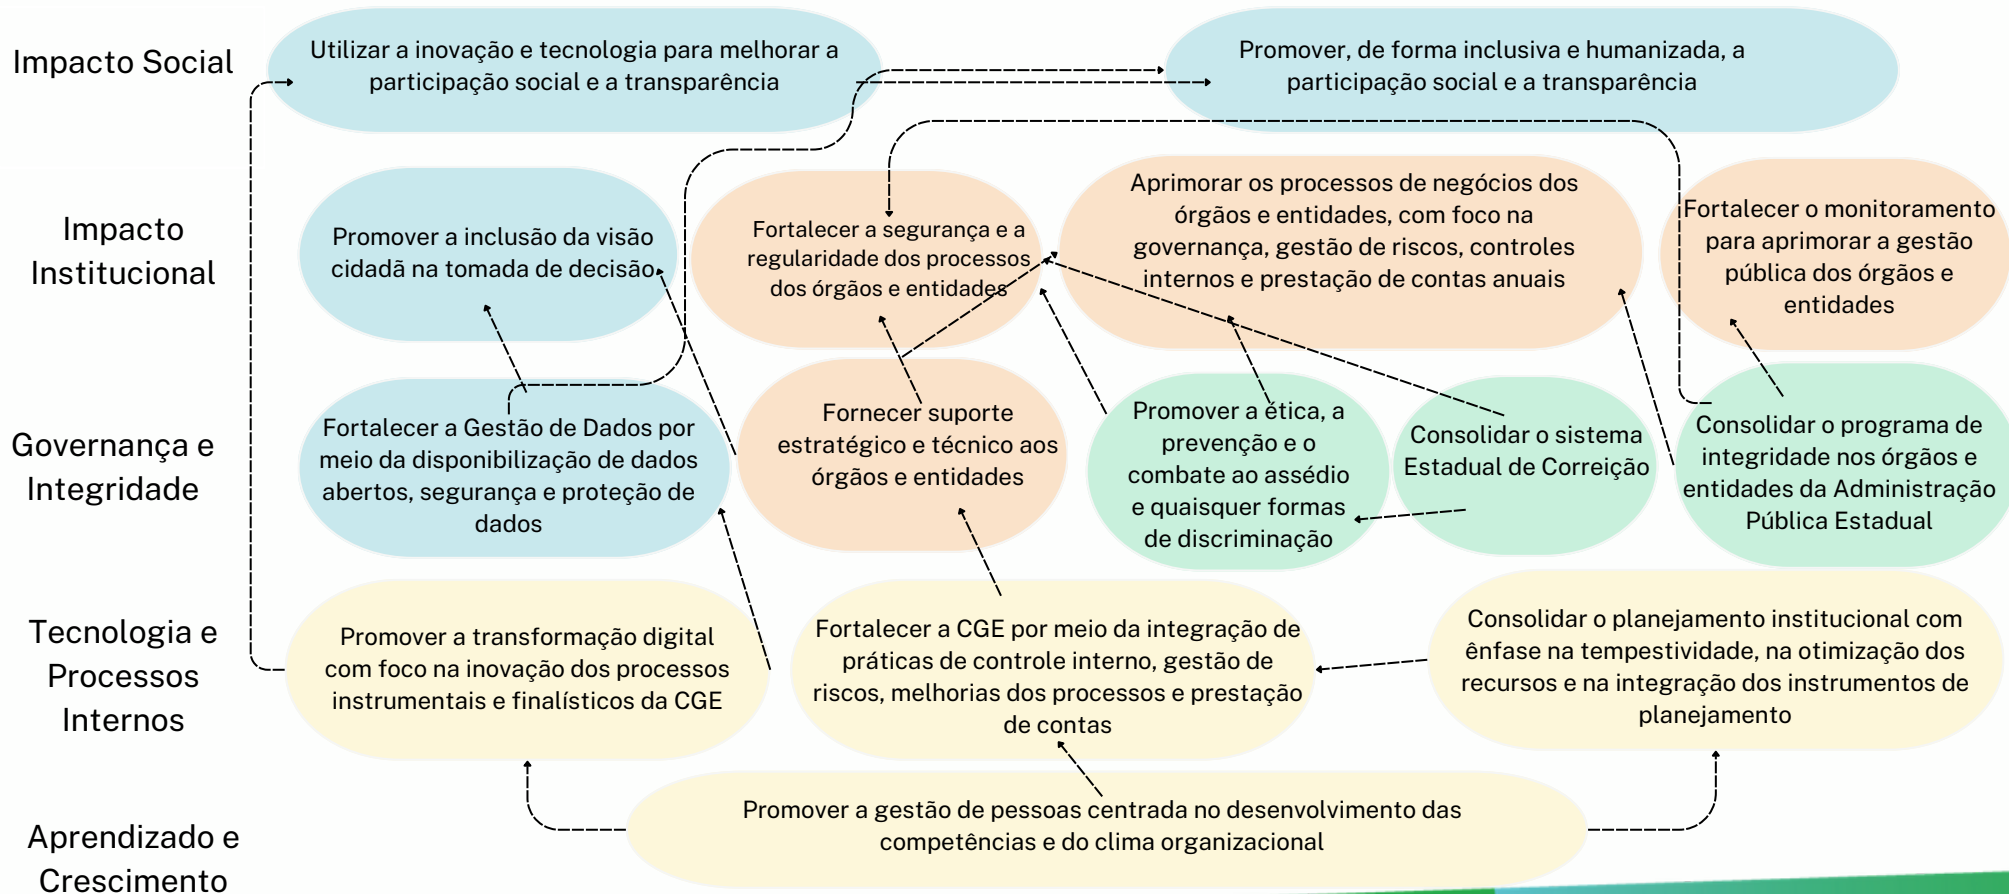 Impacto Social
Utilizar a inovação e tecnologia para melhorar a
participação social e a transparência
Promover, de forma inclusiva e humanizada, a
participação social e a transparência
Impacto
Institucional
Promover a inclusão da visão
cidadã na tomada de decisão
Fortalecer a segurança e a
regularidade dos processos
dos órgãos e entidades
Aprimorar os processos de negócios dos
órgãos e entidades, com foco na
governança, gestão de riscos, controles
internos e prestação de contas anuais
Fortalecer o monitoramento
para aprimorar a gestão
pública dos órgãos e
entidades
Governança e
Integridade
Fortalecer a Gestão de Dados por
meio da disponibilização de dados
abertos, segurança e proteção de
dados
Fornecer suporte
estratégico e técnico aos
órgãos e entidades
Promover a ética, a
prevenção e o
combate ao assédio
e quaisquer formas
de discriminação
Consolidar o sistema
Estadual de Correição
Consolidar o programa de
integridade nos órgãos e
entidades da Administração
Pública Estadual
Tecnologia e
Processos
Internos
Promover a transformação digital
com foco na inovação dos processos
instrumentais e finalísticos da CGE
Fortalecer a CGE por meio da integração de
práticas de controle interno, gestão de
riscos, melhorias dos processos e prestação
de contas
Consolidar o planejamento institucional com
ênfase na tempestividade, na otimização dos
recursos e na integração dos instrumentos de
planejamento
Aprendizado e
Crescimento
Promover a gestão de pessoas centrada no desenvolvimento das
competências e do clima organizacional